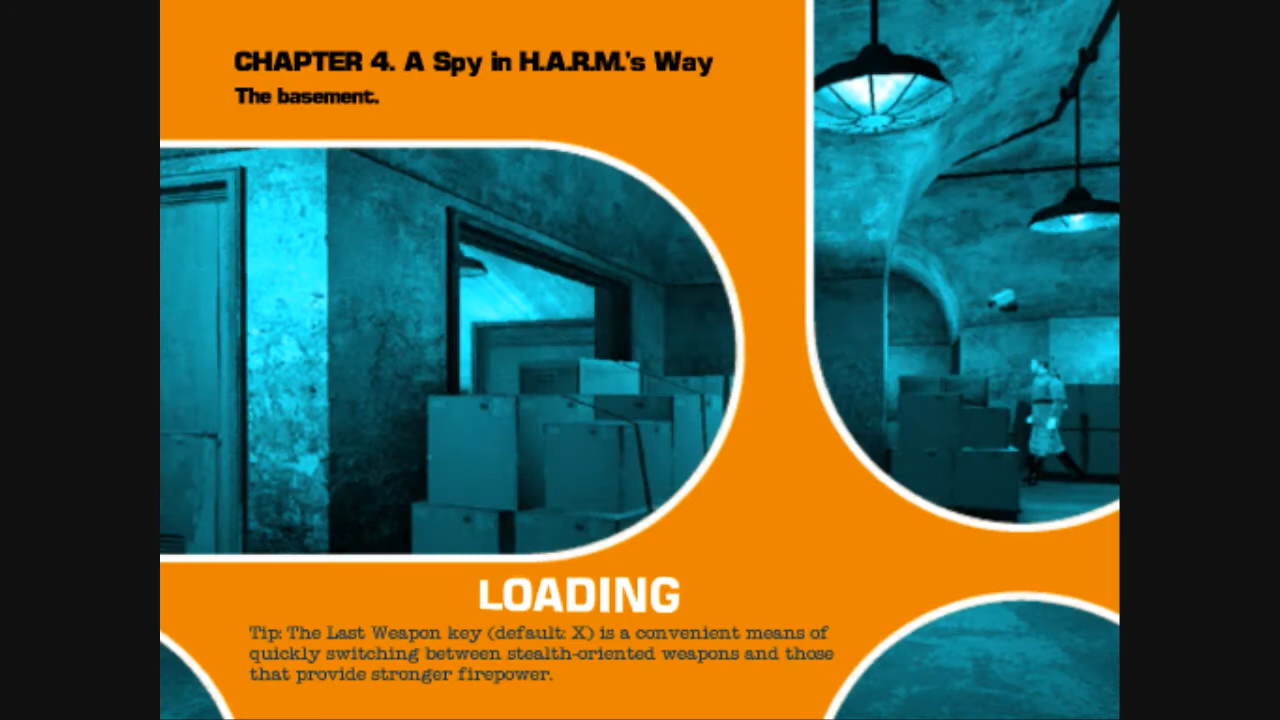 CHAPTER 4. A Spy in H.A.R.M.'s Way
The basement.
LOADING
Tip: The Last Weapon key (default: X) is a convenient means of
quickly switching between stealth-oriented weapons and those
that provide stronger firepower.